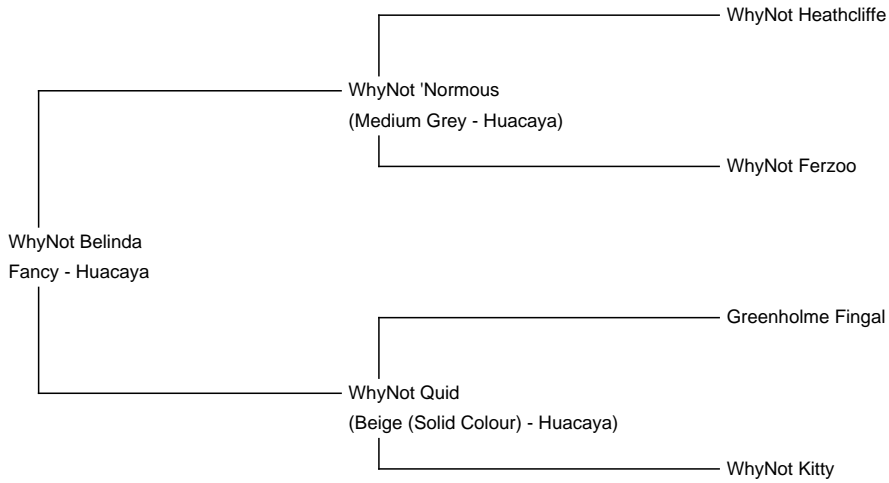 WhyNot Heathcliffe
WhyNot 'Normous
(Medium Grey - Huacaya)
WhyNot Ferzoo
WhyNot Belinda
Fancy - Huacaya
Greenholme Fingal
WhyNot Quid
(Beige (Solid Colour) - Huacaya)
WhyNot Kitty